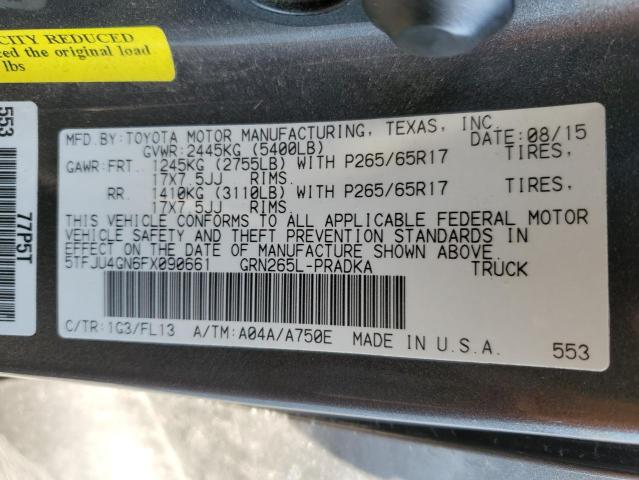 CITY REDUCED
ced the original load
lbs
553
77P5T
MFD.BY:TOYOTA MOTOR MANUFACTURING, TEXAS, INC. DATE:08/15
GVWR:2445KG (5400LB)
GAWR:FRT. 1245KG (2755LB) WITH P265/65R17 TIRES,
17X7.5JJ RIMS
RR. 1410KG (3110LB) WITH P265/65R17 TIRES,
17X7.5JJ RIMS
THIS VEHICLE CONFORMS TO ALL APPLICABLE FEDERAL MOTOR
VEHICLE SAFETY AND THEFT PREVENTION STANDARDS IN
EFFECT ON THE DATE OF MANUFACTURE SHOWN ABOVE.
5TFJU4GN6FX090661 GRN265L-PRADKA TRUCK
C/TR:1G3/FL13 A/TM:A04A/A750E MADE IN U.S.A. 553